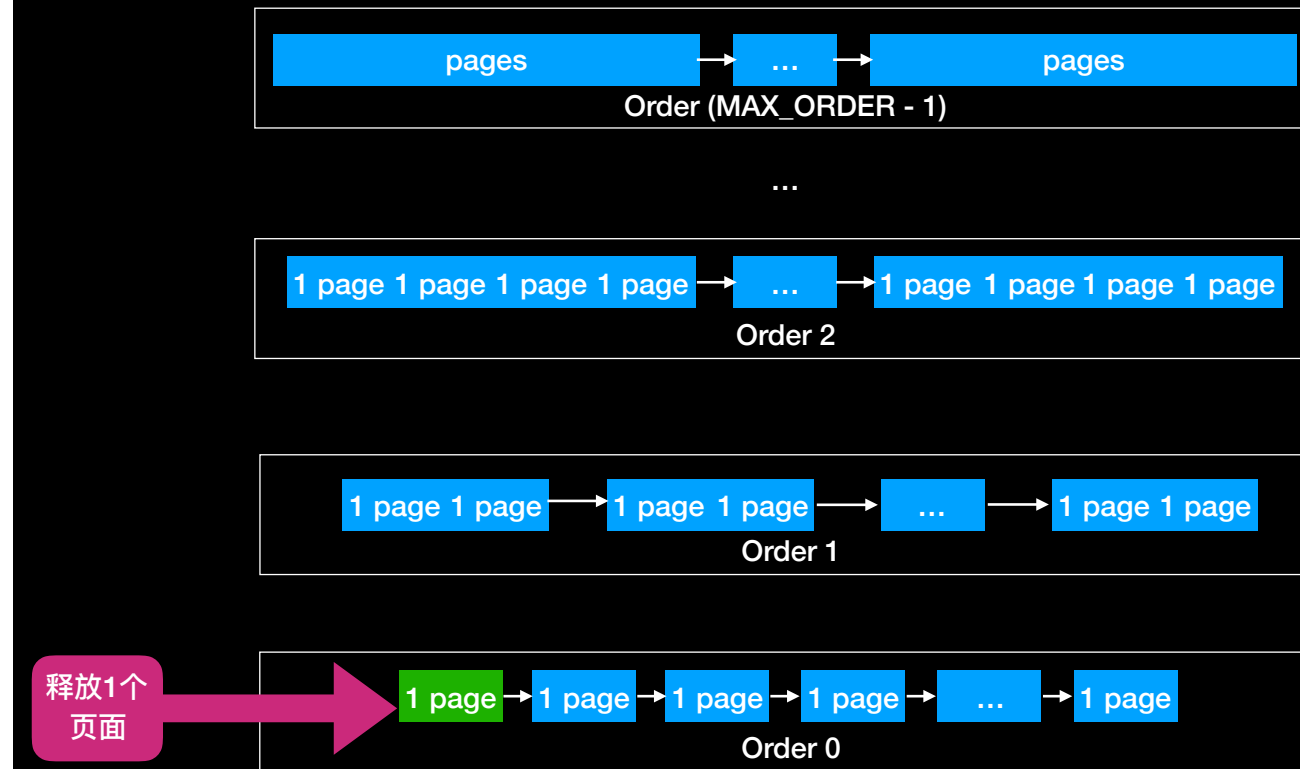 pages … pages
Order (MAX_ORDER - 1)
…
1 page 1 page 1 page 1 page … 1 page 1 page 1 page 1 page
Order 2
1 page 1 page 1 page 1 page … 1 page 1 page
Order 1
释放1个
页面
1 page 1 page 1 page 1 page … 1 page
Order 0